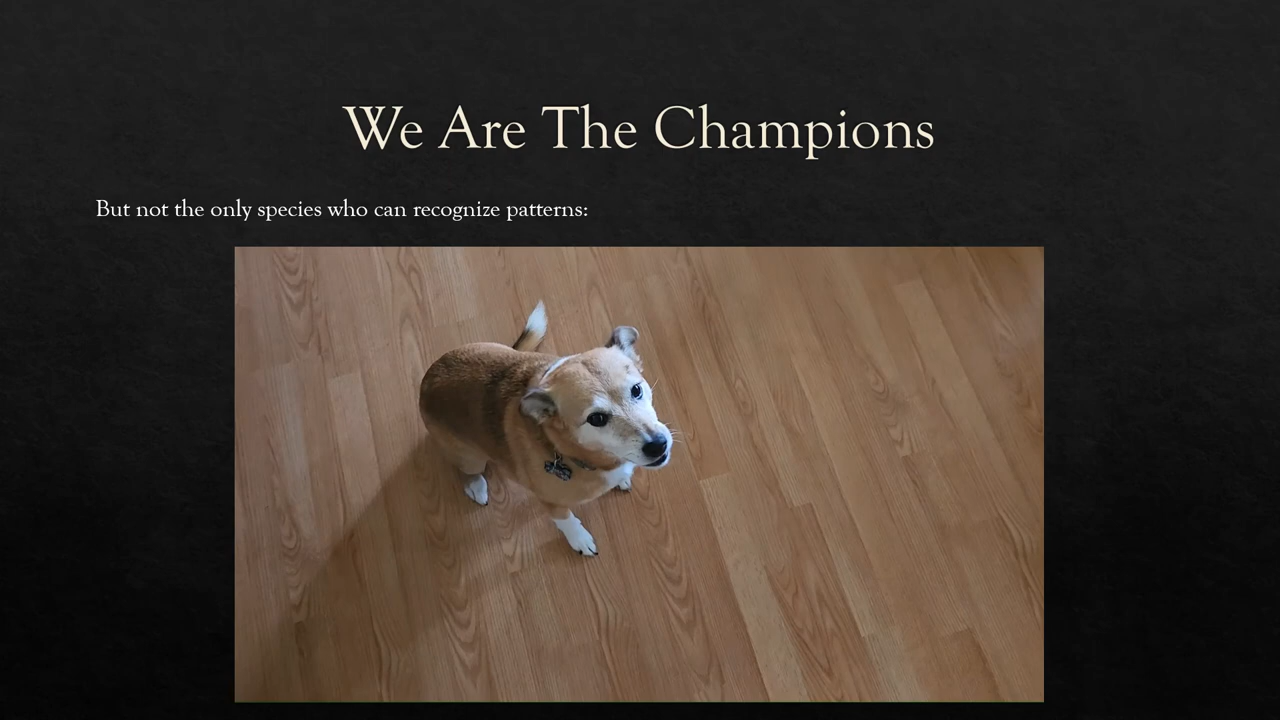 We Are The Champions
But not the only species who can recognize patterns: